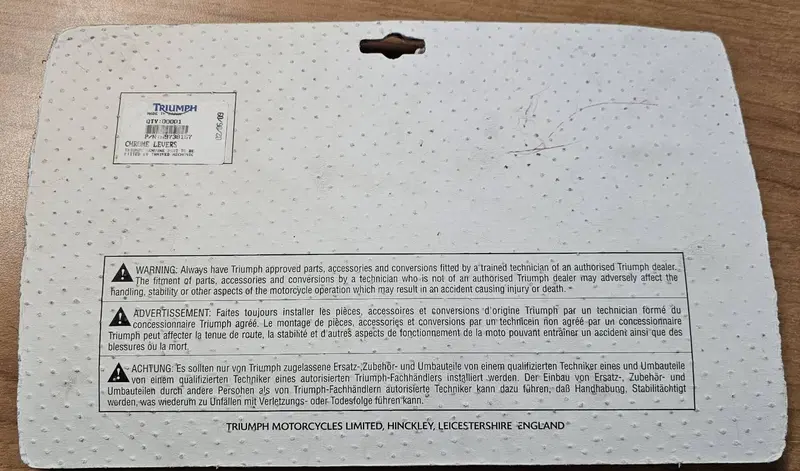 TRIUMPH
QTY:00001
CHROME LEVERS
02/06/09
WARNING: Always have Triumph approved parts, accessories and conversions fitted by a trained technician of an authorised Triumph dealer.
The fitment of parts, accessories and conversions by a technician who is not of an authorised Triumph dealer may adversely affect the
handling, stability or other aspects of the motorcycle operation which may result in an accident causing injury or death.
ADVERTISSEMENT: Faites toujours installer les pièces, accessoires et conversions d'origine Triumph par un technicien formé du
concessionnaire Triumph agréé. Le montage de pièces, accessories et conversions par un technicein non agréé par un concessionnaire
Triumph peut affecter la tenue de route, la stabilité et d'autres aspects de fonctionnement de la moto pouvant entraîner un accident ainsi que des
blessures ou la mort.
ACHTUNG: Es sollten nur von Triumph zugelassene Ersatz-,Zubehör- und Umbauteile von einem qualifizierten Techniker eines und Umbauteile
von einem qualifizierten Techniker eines autorisierten Triumph-Fachhändlers installert werden. Der Einbau von Ersatz-, Zubehör- und
Umbauteilen durch andere Personen als von Triumph-Fachhändlern autorisierte Techniker kann dazu führen, daß Handhabung, Stabilitächtigt
werden, was wiederum zu Unfällen mit Verletzungs- oder Todesfolge führen kann.
TRIUMPH MOTORCYCLES LIMITED, HINCKLEY, LEICESTERSHIRE ENGLAND